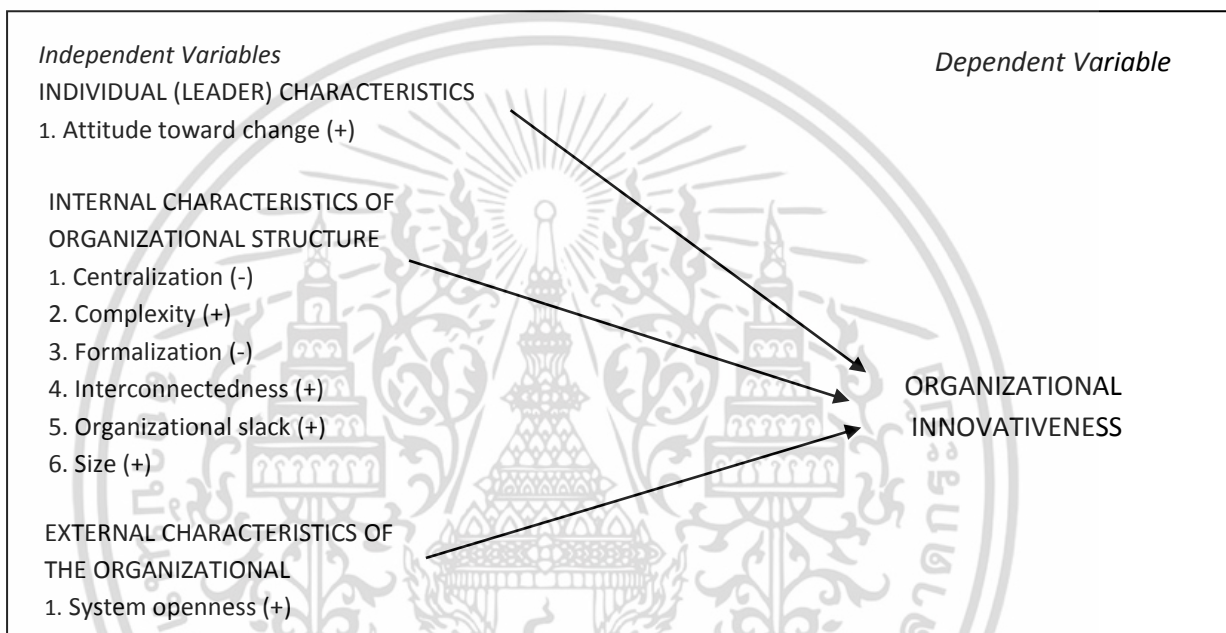 Independent Variables
Dependent Variable
INDIVIDUAL (LEADER) CHARACTERISTICS
1. Attitude toward change (+)
INTERNAL CHARACTERISTICS OF
ORGANIZATIONAL STRUCTURE
1. Centralization (-)
2. Complexity (+)
3. Formalization (-)
4. Interconnectedness (+)
5. Organizational slack (+)
6. Size (+)
ORGANIZATIONAL
INNOVATIVENESS
EXTERNAL CHARACTERISTICS OF
THE ORGANIZATIONAL
1. System openness (+)